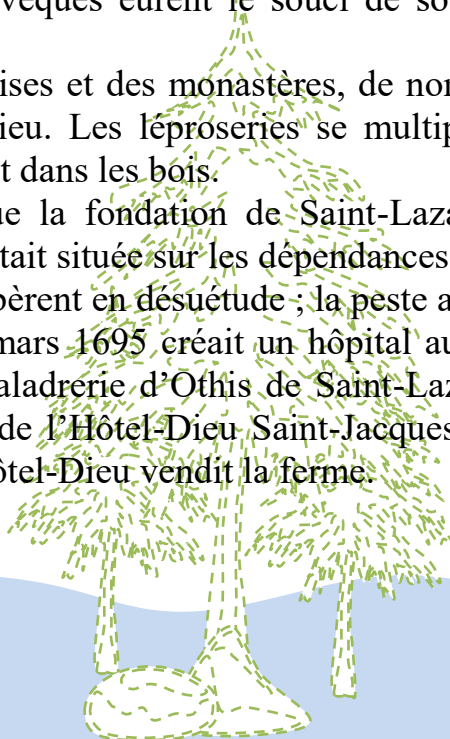 vêques eurent le souci de so
ises et des monastères, de nor
ieu. Les léproseries se multip
t dans les bois.
ue la fondation de Saint-Laza
tait située sur les dépendances
bèrent en désuétude ; la peste a
mars 1695 créait un hôpital au
aladrerie d’Othis de Saint-Laz
de l’Hôtel-Dieu Saint-Jacques
ôtel-Dieu vendit la ferme.